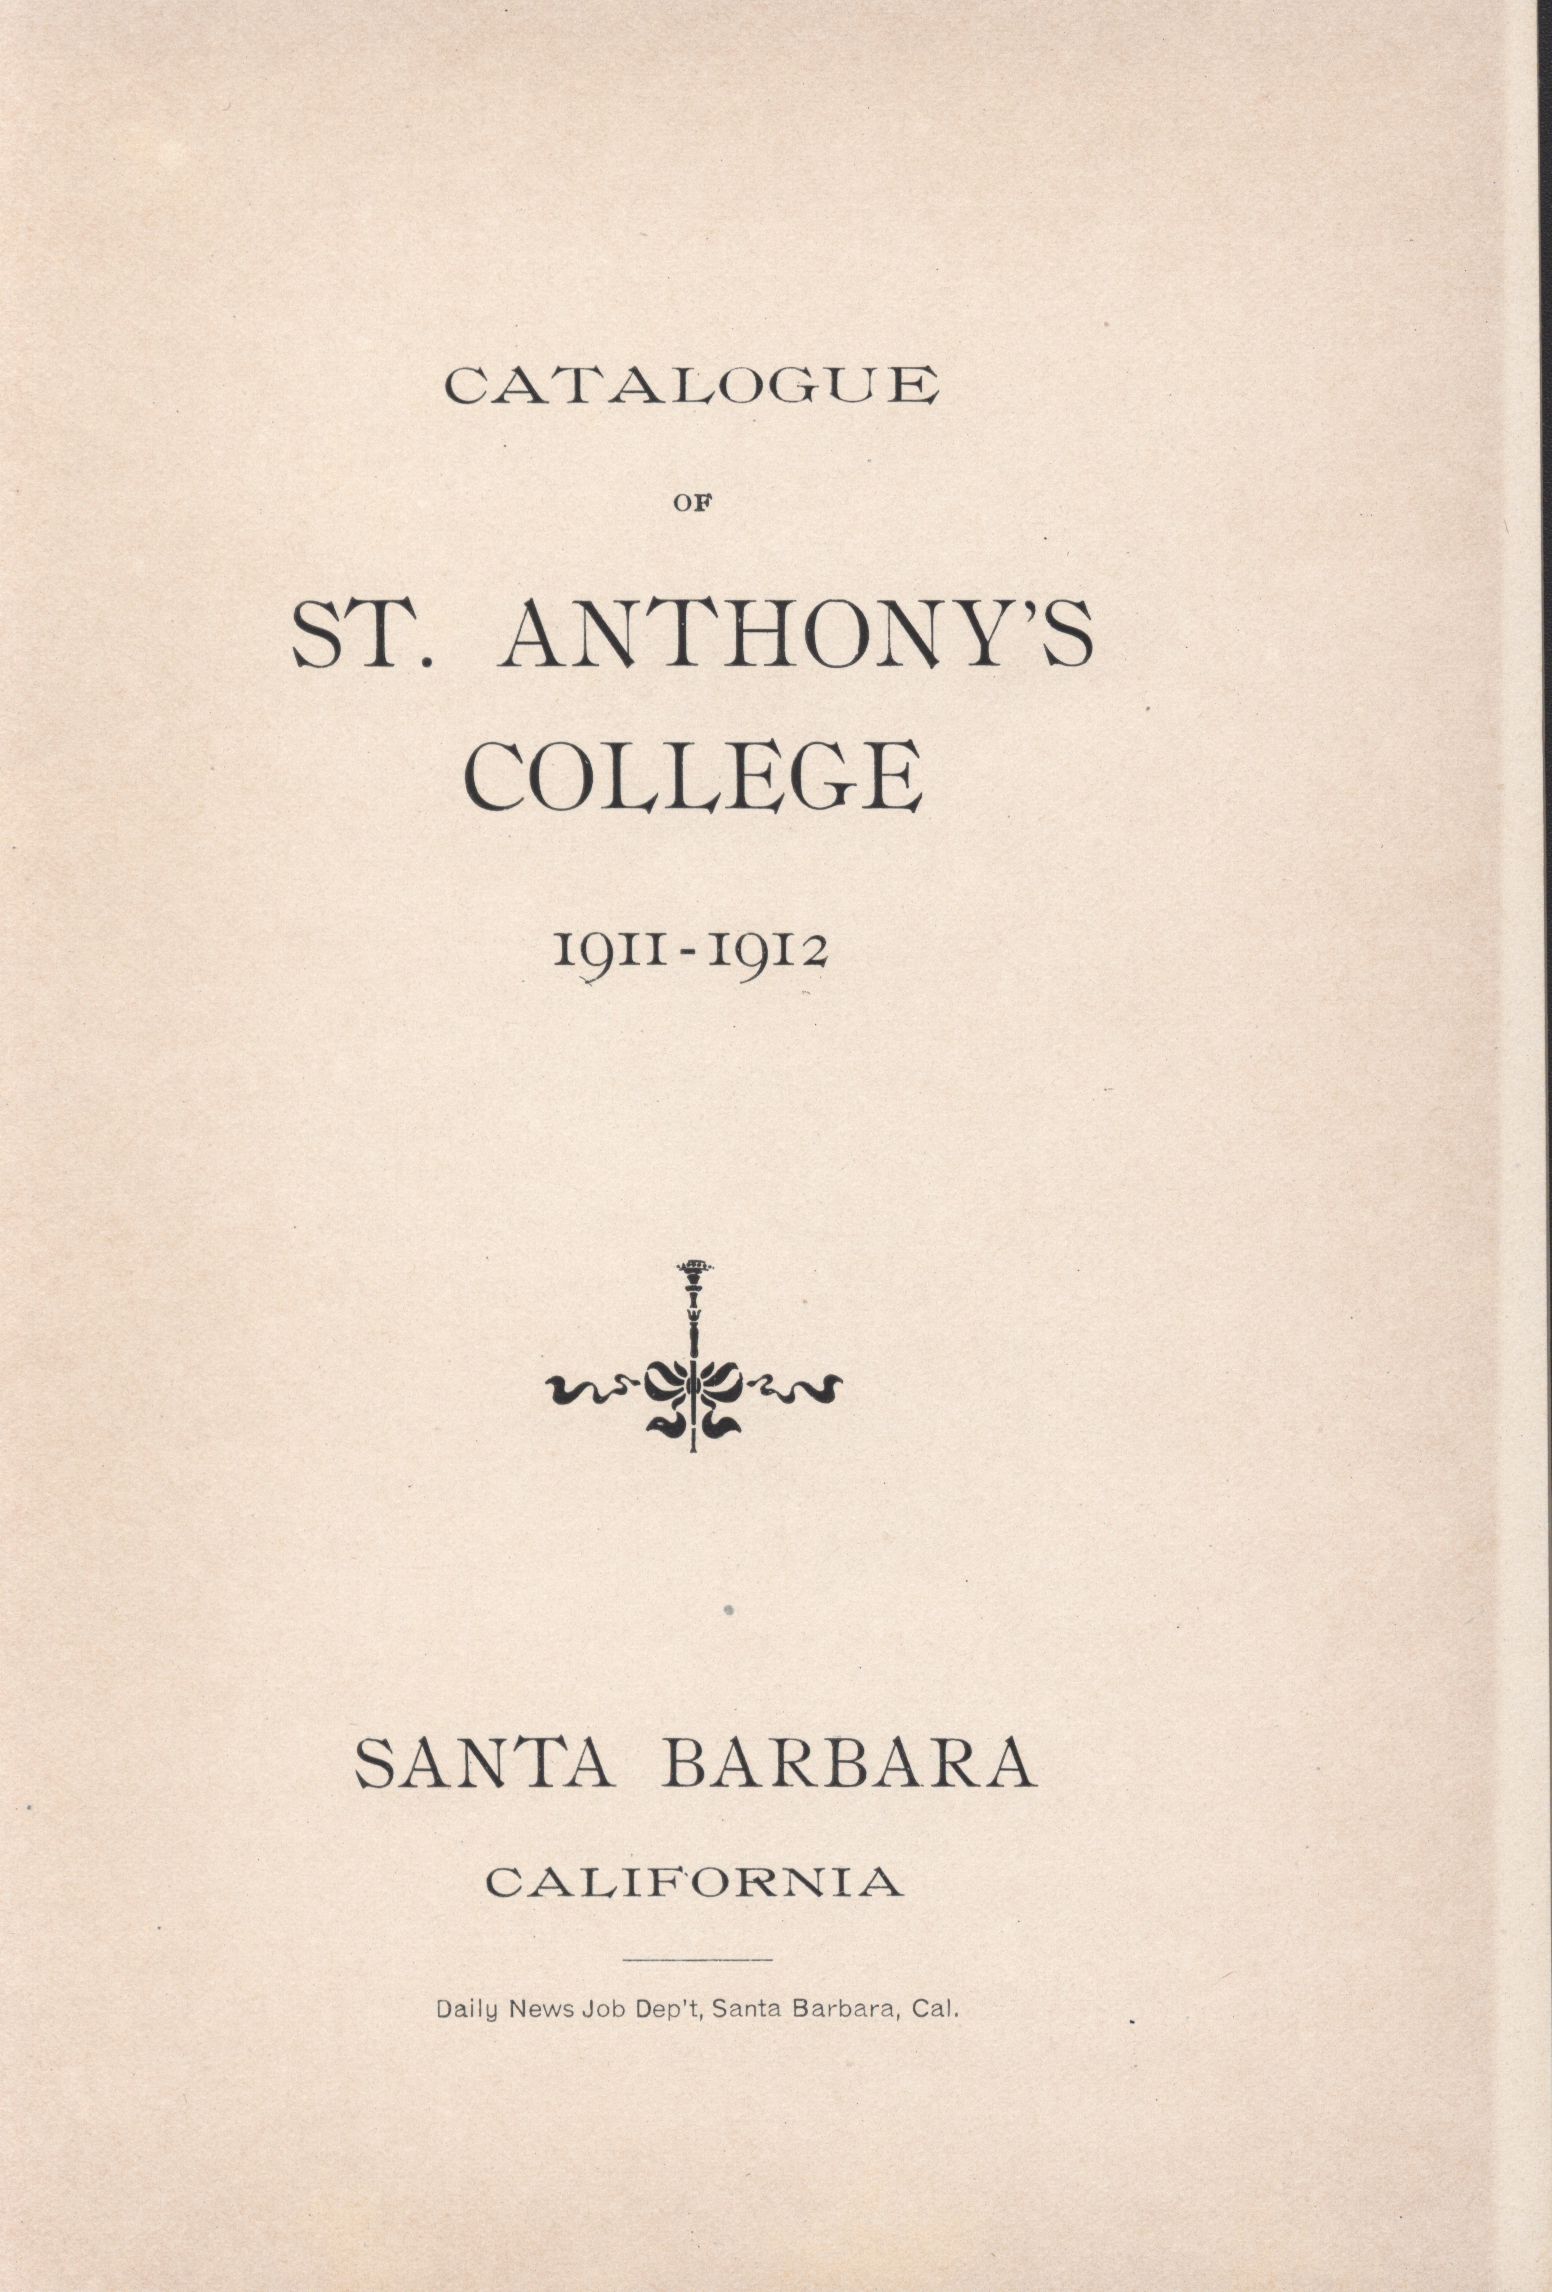 CATALOGUE
OF
ST. ANTHONY'S
COLLEGE
1911-1912
SANTA BARBARA
CALIFORNIA
Daily News Job Dep't, Santa Barbara, Cal.